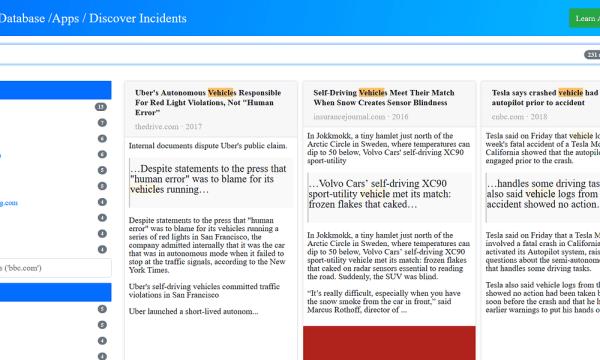 Database /Apps / Discover Incidents
Learn
231
Uber's Autonomous Vehicles Responsible
For Red Light Violations, Not "Human
Error"
thedrive.com · 2017
Internal documents dispute Uber's public claim.
…Despite statements to the press that
"human error" was to blame for its
vehicles running…
Despite statements to the press that "human
error" was to blame for its vehicles running a
series of red lights in San Francisco, the
company admitted internally that it was the car
that was in autonomous mode when it failed to
stop at the traffic signals, according to the New
York Times.
Uber's self-driving vehicles committed traffic
violations in San Francisco
Uber launched a short-lived autonom...
Self-Driving Vehicles Meet Their Match
When Snow Creates Sensor Blindness
insurancejournal.com · 2016
In Jokkmokk, a tiny hamlet just north of the
Arctic Circle in Sweden, where temperatures can
dip to 50 below, Volvo Cars' self-driving XC90
sport-utility
…Volvo Cars' self-driving XC90
sport-utility vehicle met its match:
frozen flakes that caked…
In Jokkmokk, a tiny hamlet just north of the
Arctic Circle in Sweden, where temperatures can
dip to 50 below, Volvo Cars' self-driving XC90
sport-utility vehicle met its match: frozen flakes
that caked on radar sensors essential to reading
the road. Suddenly, the SUV was blind.
"It's really difficult, especially when you have
the snow smoke from the car in front," said
Marcus Rothoff, director of ...
Tesla says crashed vehicle had
autopilot prior to accident
cnbc.com · 2018
Tesla said on Friday that vehicle lo
week's fatal accident of a Tesla Mo
California showed that the autopilo
engaged prior to the crash.
…handles some driving tas
also said vehicle logs from
accident showed no action
Tesla said on Friday that a Tesla M
involved a fatal crash in California
activated its Autopilot system, rais
questions about the semi-autonomo
that handles some driving tasks.
Tesla also said vehicle logs from th
showed no action had been taken b
soon before the crash and that he h
earlier warnings to put his hands o
15
7
6
6
5
5
5
g.com
4
4
4
s ('bbc.com')
5
5
4
4